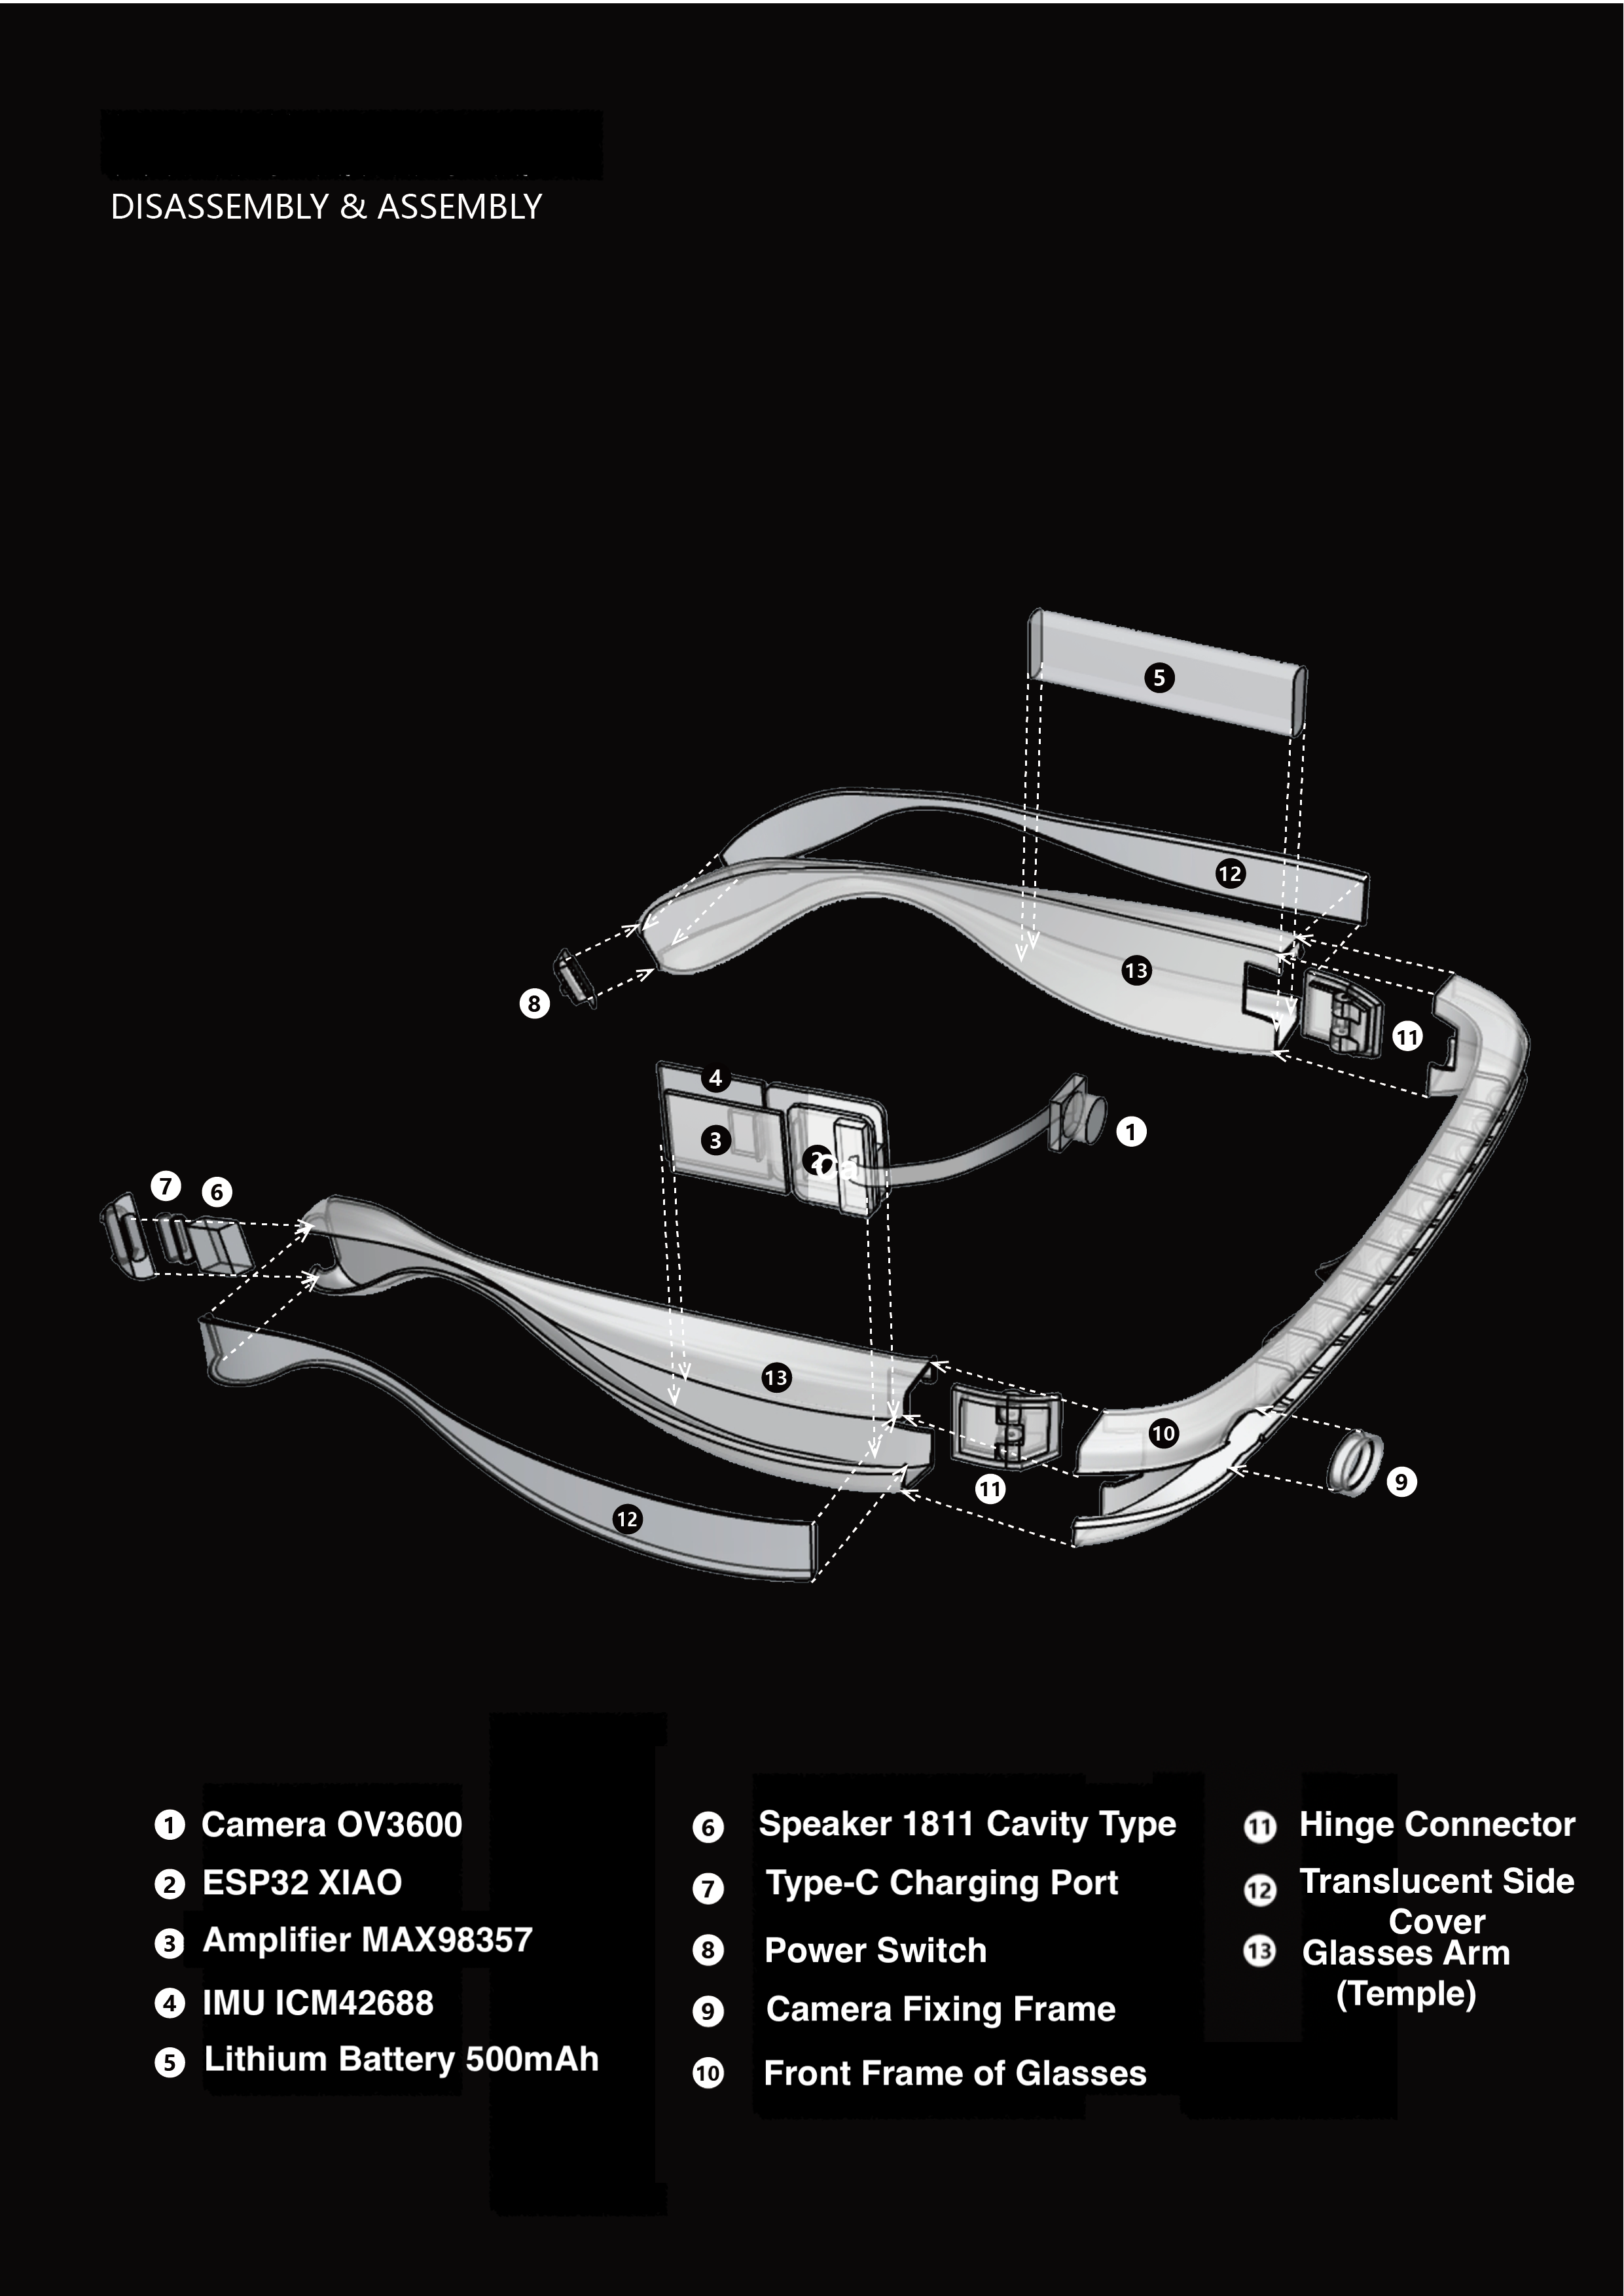 DISASSEMBLY & ASSEMBLY
5
12
13
8
11
4
3
2
1
7
6
13
10
11
9
12
1 Camera OV3600
2 ESP32 XIAO
3 Amplifier MAX98357
4 IMU ICM42688
5 Lithium Battery 500mAh
6 Speaker 1811 Cavity Type
7 Type-C Charging Port
8 Power Switch
9 Camera Fixing Frame
10 Front Frame of Glasses
11 Hinge Connector
12 Translucent Side
Cover
13 Glasses Arm
(Temple)